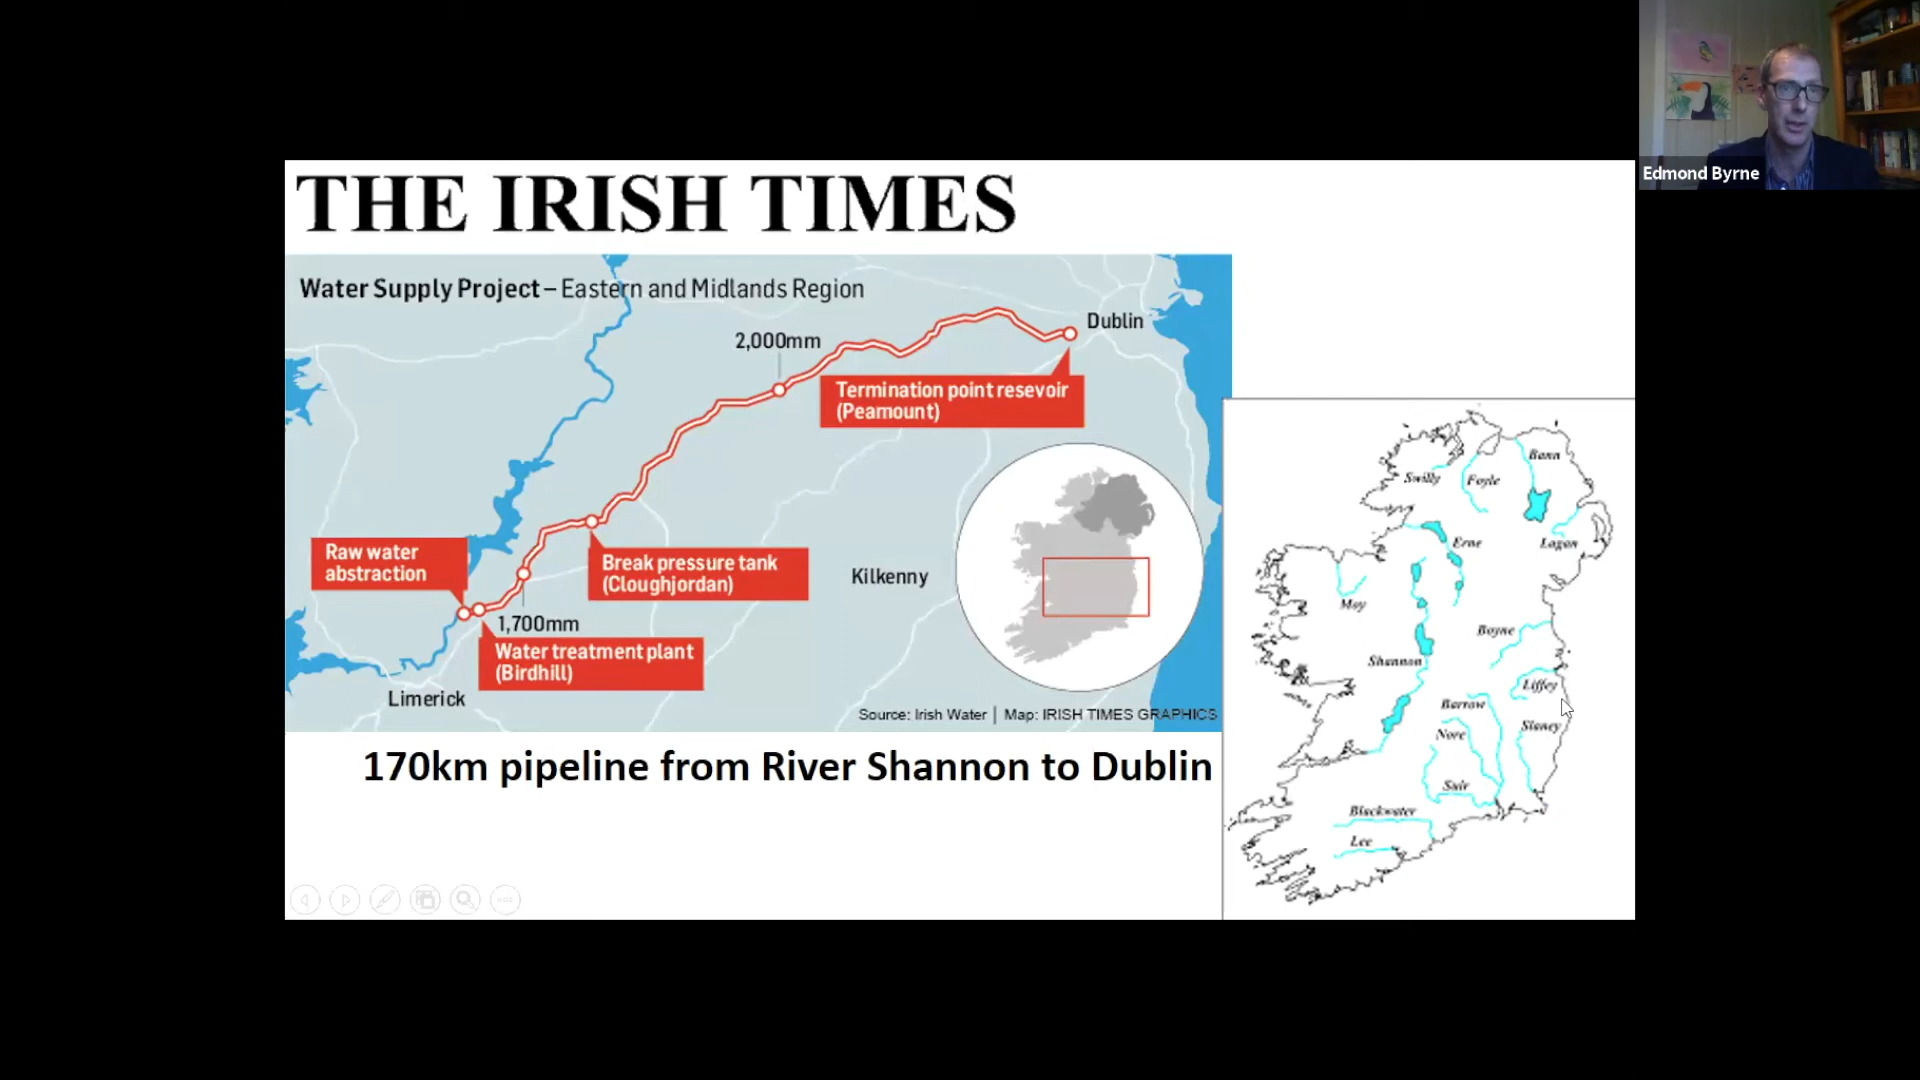 Edmond Byrne
THE IRISH TIMES
Water Supply Project – Eastern and Midlands Region
2,000mm
Dublin
Termination point resevoir
(Peamount)
Raw water
abstraction
Break pressure tank
(Cloughjordan)
Kilkenny
1,700mm
Water treatment plant
(Birdhill)
Limerick
Source: Irish Water | Map: IRISH TIMES GRAPHICS
170km pipeline from River Shannon to Dublin
Bann
Swilly
Foyle
Lagan
Erne
Moy
Boyne
Shannon
Liffey
Barrow
Slaney
Nore
Suir
Blackwater
Lee